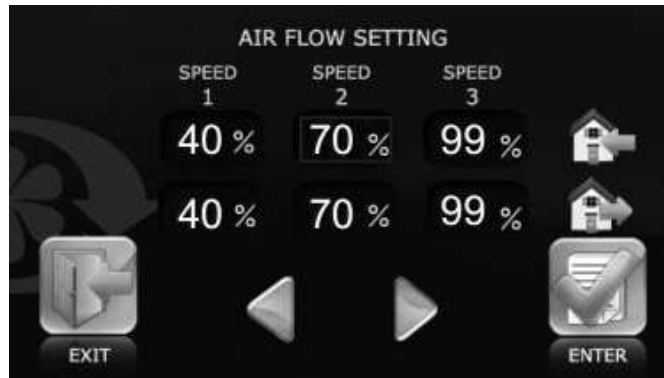 AIR FLOW SETTING
SPEED SPEED SPEED
1 2 3
40 % 70 % 99 %
40 % 70 % 99 %
EXIT ENTER